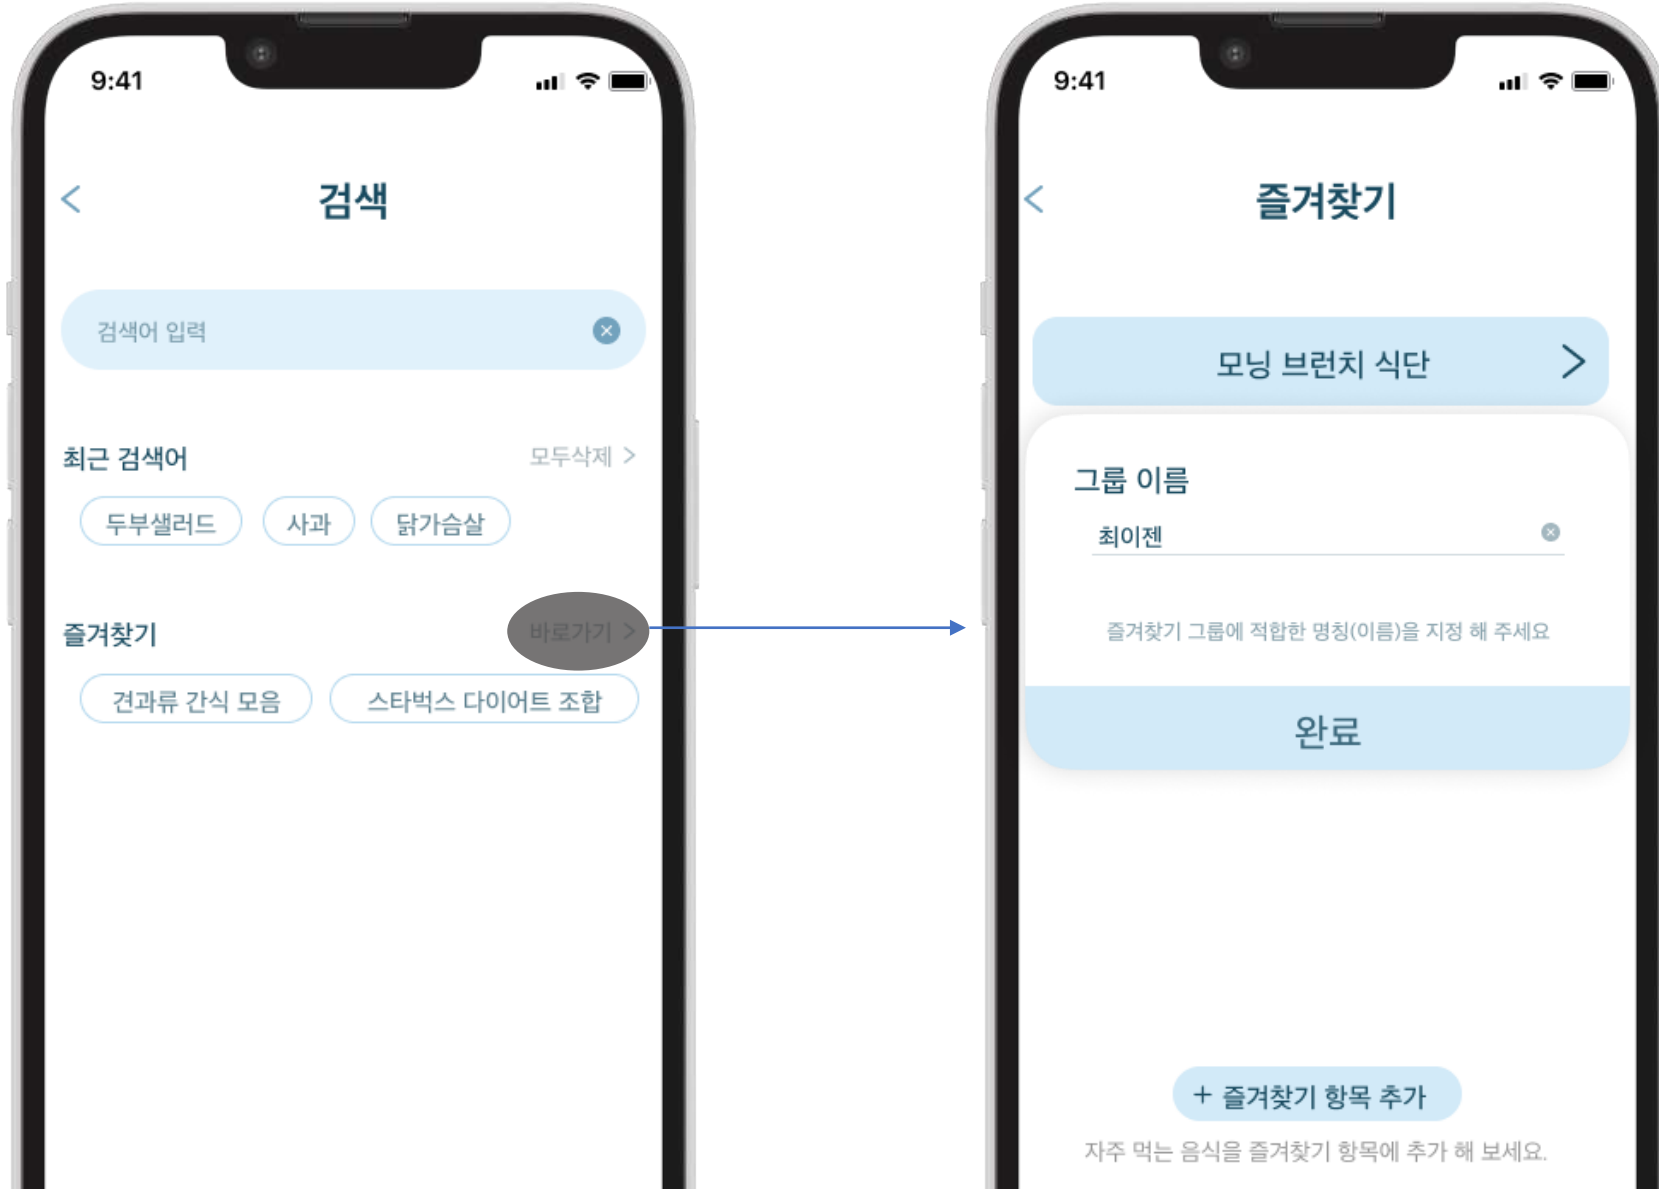 9:41
검색
검색어 입력
최근 검색어
모두삭제 >
두부샐러드
사과
닭가슴살
즐겨찾기
바로가기 >
견과류 간식 모음
스타벅스 다이어트 조합
9:41
즐겨찾기
모닝 브런치 식단
그룹 이름
최이젠
즐겨찾기 그룹에 적합한 명칭(이름)을 지정 해 주세요
완료
+ 즐겨찾기 항목 추가
자주 먹는 음식을 즐겨찾기 항목에 추가 해 보세요.